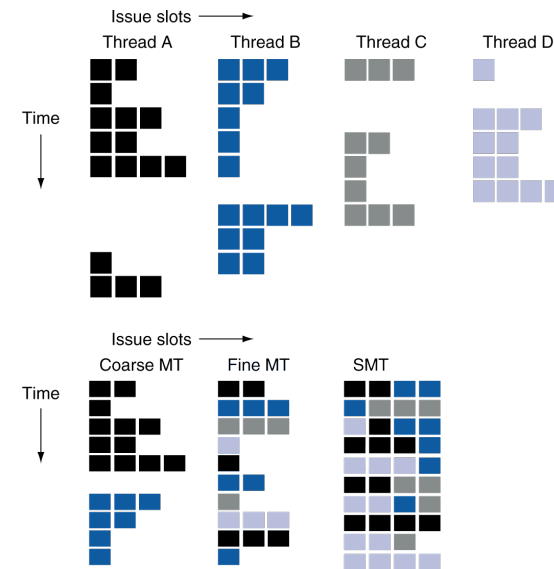 Issue slots
Thread A Thread B Thread C Thread D
Time
Issue slots
Coarse MT Fine MT SMT
Time